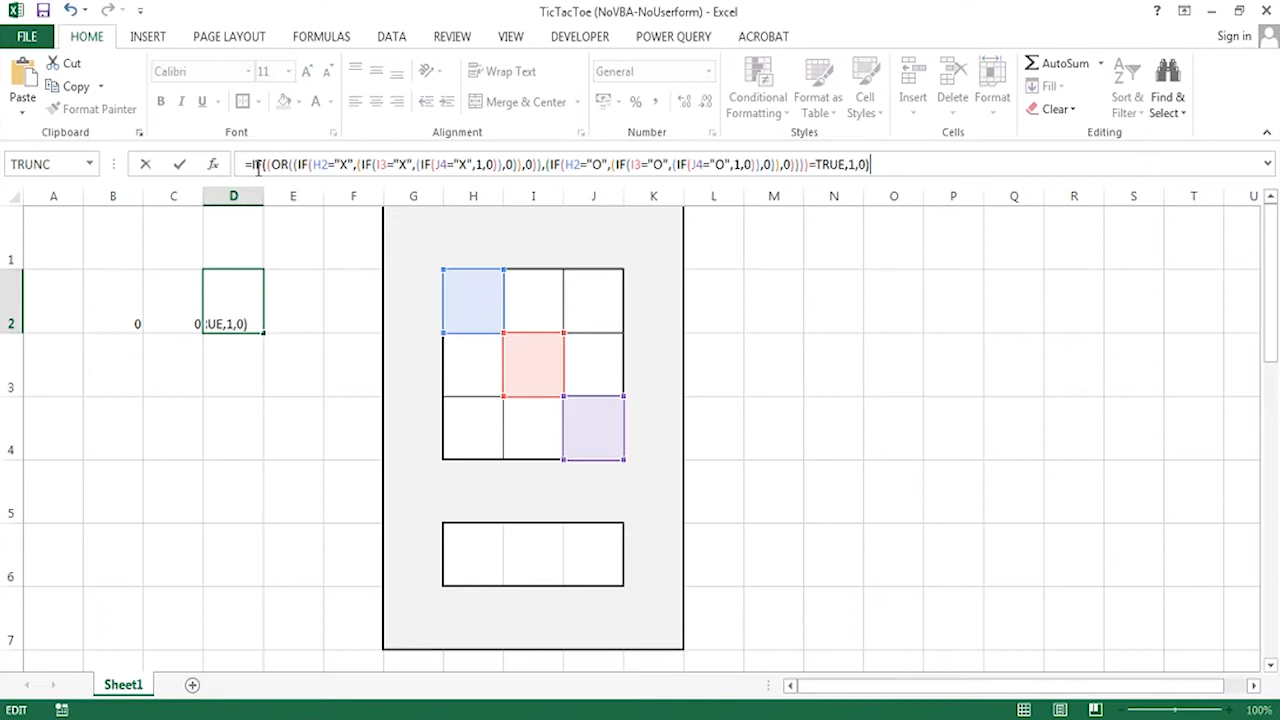 TicTacToe (NoVBA-NoUserform) - Excel
?
FILE HOME INSERT PAGE LAYOUT FORMULAS DATA REVIEW VIEW DEVELOPER POWER QUERY ACROBAT Sign in
Cut
Copy
Format Painter
Paste
Clipboard
Calibri 11
B I U
Font
Wrap Text
Merge & Center
Alignment
General
% ,
Number
Conditional Formatting
Format as Table
Cell Styles
Styles
Insert Delete Format
Cells
AutoSum
Fill
Clear
Sort & Filter
Find & Select
Editing
TRUNC =IF((OR((IF(H2="X",(IF(I3="X",(IF(J4="X",1,0)),0)),0)),(IF(H2="O",(IF(I3="O",(IF(J4="O",1,0)),0)),0))))=TRUE,1,0)
A B C D E F G H I J K L M N O P Q R S T U
1
2 0 0 :UE,1,0)
3
4
5
6
7
Sheet1
EDIT 100%